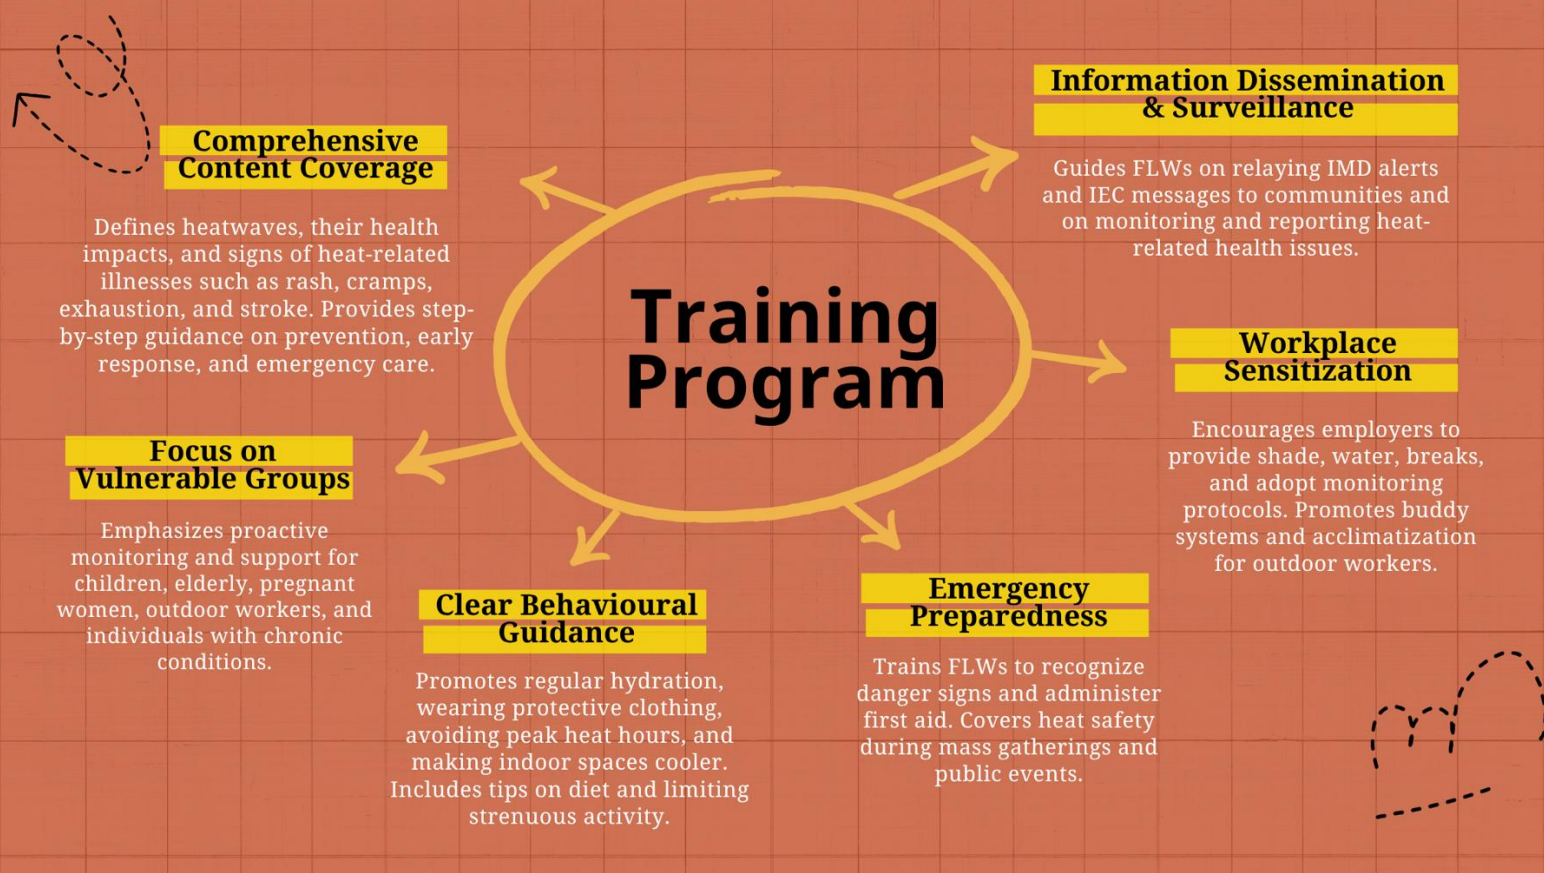 Training
Program
Comprehensive
Content Coverage
Defines heatwaves, their health
impacts, and signs of heat-related
illnesses such as rash, cramps,
exhaustion, and stroke. Provides step-
by-step guidance on prevention, early
response, and emergency care.
Focus on
Vulnerable Groups
Emphasizes proactive
monitoring and support for
children, elderly, pregnant
women, outdoor workers, and
individuals with chronic
conditions.
Clear Behavioural
Guidance
Promotes regular hydration,
wearing protective clothing,
avoiding peak heat hours, and
making indoor spaces cooler.
Includes tips on diet and limiting
strenuous activity.
Emergency
Preparedness
Trains FLWs to recognize
danger signs and administer
first aid. Covers heat safety
during mass gatherings and
public events.
Workplace
Sensitization
Encourages employers to
provide shade, water, breaks,
and adopt monitoring
protocols. Promotes buddy
systems and acclimatization
for outdoor workers.
Information Dissemination
& Surveillance
Guides FLWs on relaying IMD alerts
and IEC messages to communities and
on monitoring and reporting heat-
related health issues.